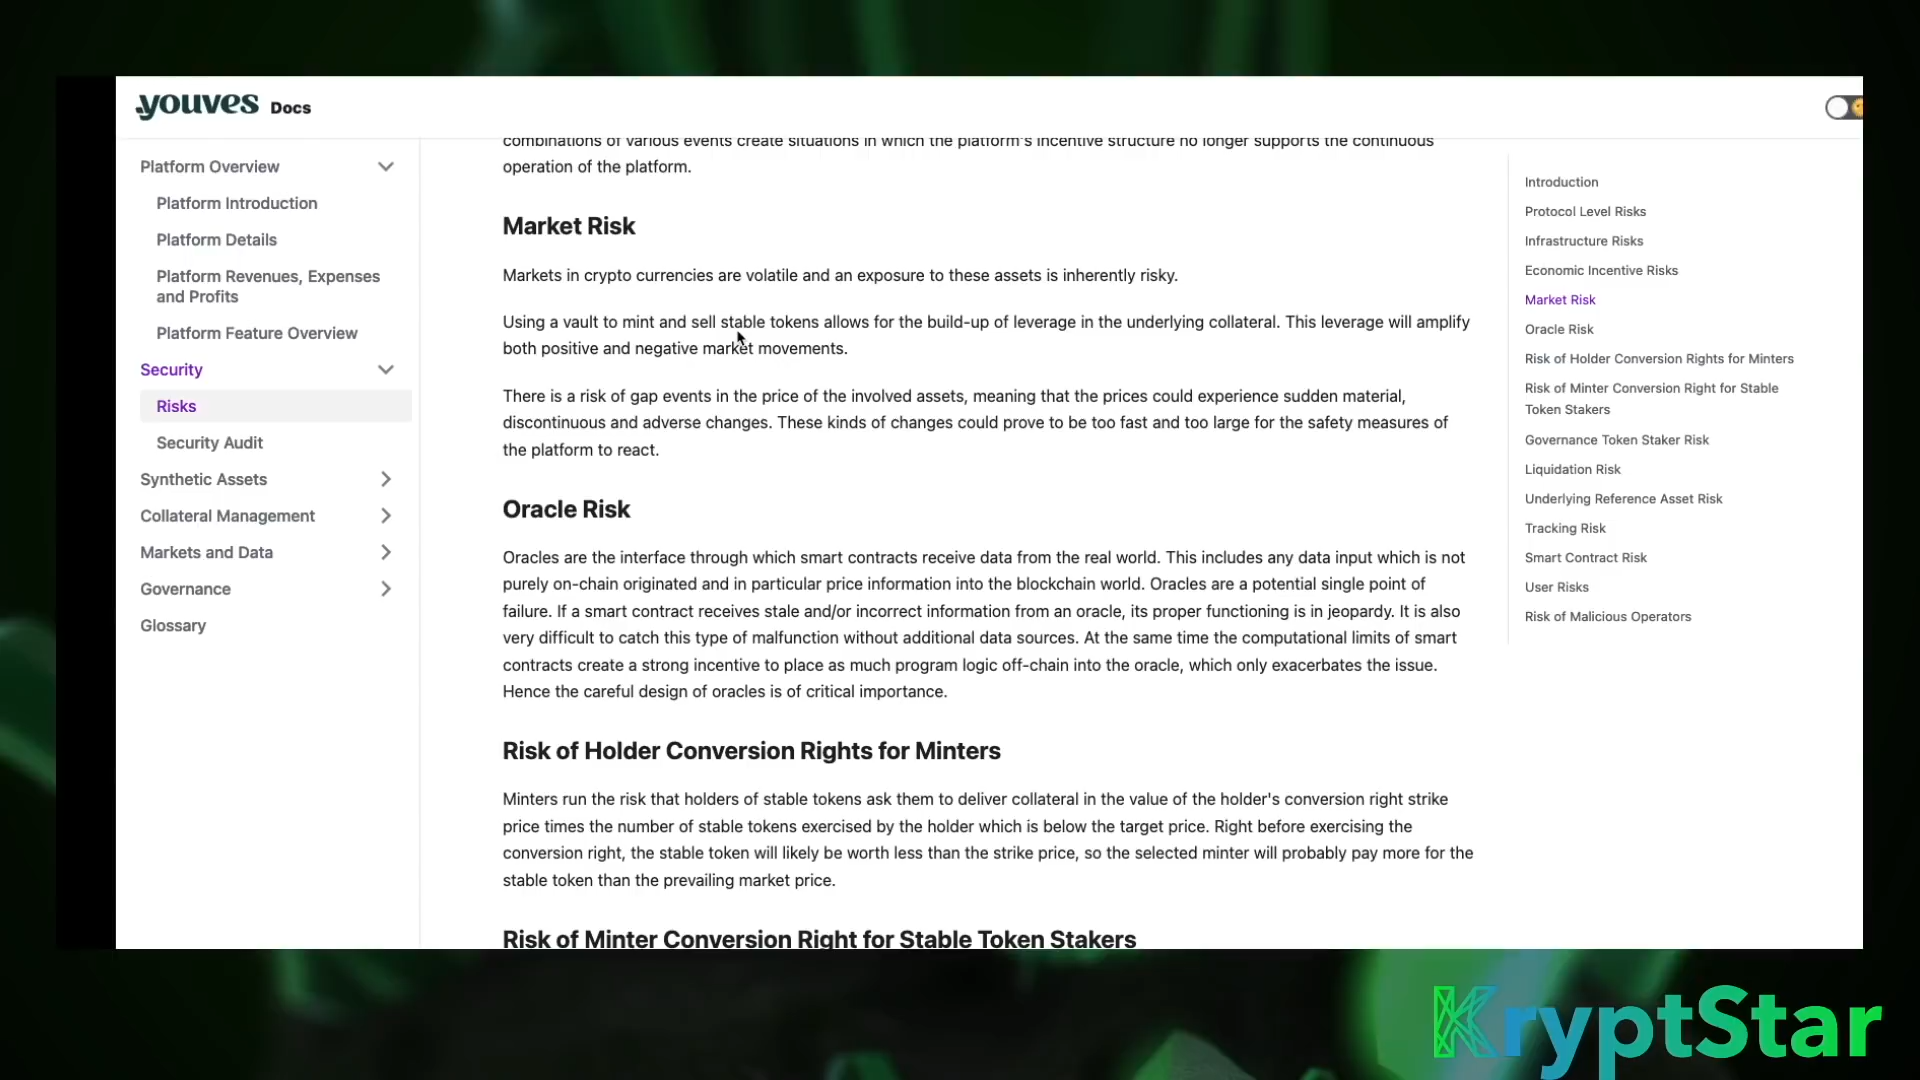 youves Docs
Platform Overview
Platform Introduction
Platform Details
Platform Revenues, Expenses
and Profits
Platform Feature Overview
Security
Risks
Security Audit
Synthetic Assets
Collateral Management
Markets and Data
Governance
Glossary
combinations of various events create situations in which the platform's incentive structure no longer supports the continuous
operation of the platform.
Market Risk
Markets in crypto currencies are volatile and an exposure to these assets is inherently risky.
Using a vault to mint and sell stable tokens allows for the build-up of leverage in the underlying collateral. This leverage will amplify
both positive and negative market movements.
There is a risk of gap events in the price of the involved assets, meaning that the prices could experience sudden material,
discontinuous and adverse changes. These kinds of changes could prove to be too fast and too large for the safety measures of
the platform to react.
Oracle Risk
Oracles are the interface through which smart contracts receive data from the real world. This includes any data input which is not
purely on-chain originated and in particular price information into the blockchain world. Oracles are a potential single point of
failure. If a smart contract receives stale and/or incorrect information from an oracle, its proper functioning is in jeopardy. It is also
very difficult to catch this type of malfunction without additional data sources. At the same time the computational limits of smart
contracts create a strong incentive to place as much program logic off-chain into the oracle, which only exacerbates the issue.
Hence the careful design of oracles is of critical importance.
Risk of Holder Conversion Rights for Minters
Minters run the risk that holders of stable tokens ask them to deliver collateral in the value of the holder's conversion right strike
price times the number of stable tokens exercised by the holder which is below the target price. Right before exercising the
conversion right, the stable token will likely be worth less than the strike price, so the selected minter will probably pay more for the
stable token than the prevailing market price.
Risk of Minter Conversion Right for Stable Token Stakers
Introduction
Protocol Level Risks
Infrastructure Risks
Economic Incentive Risks
Market Risk
Oracle Risk
Risk of Holder Conversion Rights for Minters
Risk of Minter Conversion Right for Stable
Token Stakers
Governance Token Staker Risk
Liquidation Risk
Underlying Reference Asset Risk
Tracking Risk
Smart Contract Risk
User Risks
Risk of Malicious Operators
KryptStar